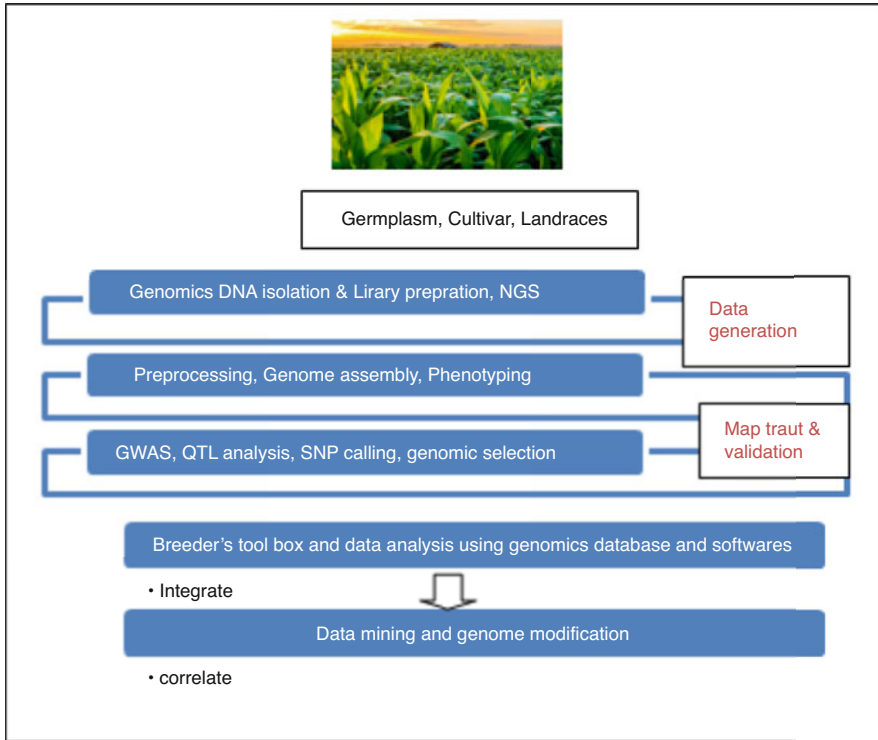 Germplasm, Cultivar, Landraces
Genomics DNA isolation & Lirary prepration, NGS
Data
generation
Preprocessing, Genome assembly, Phenotyping
Map traut &
validation
GWAS, QTL analysis, SNP calling, genomic selection
Breeder's tool box and data analysis using genomics database and softwares
• Integrate
Data mining and genome modification
• correlate